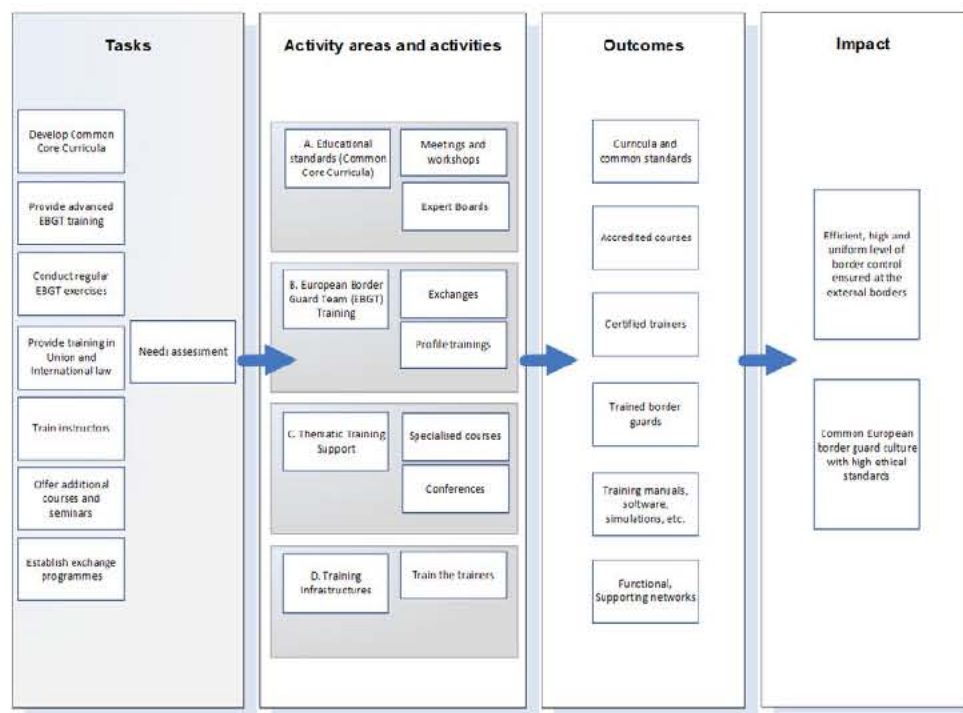 Tasks
Develop Common
Core Curricula
Provide advanced
EBGT training
Conduct regular
EBGT exercises
Provide training in
Union and
International law
Train instructors
Offer additional
courses and
seminars
Establish exchange
programmes
Needs assessment
Activity areas and activities
A. Educational
standards (Common
Core Curricula)
Meetings and
workshops
Expert Boards
B. European Border
Guard Team (EBGT)
Training
Exchanges
Profile trainings
C. Thematic Training
Support
Specialised courses
Conferences
D. Training
Infrastructures
Train the trainers
Outcomes
Curricula and
common standards
Accredited courses
Certified trainers
Trained border
guards
Training manuals,
software,
simulations, etc.
Functional,
Supporting networks
Impact
Efficient, high and
uniform level of
border control
ensured at the
external borders
Common European
border guard culture
with high ethical
standards